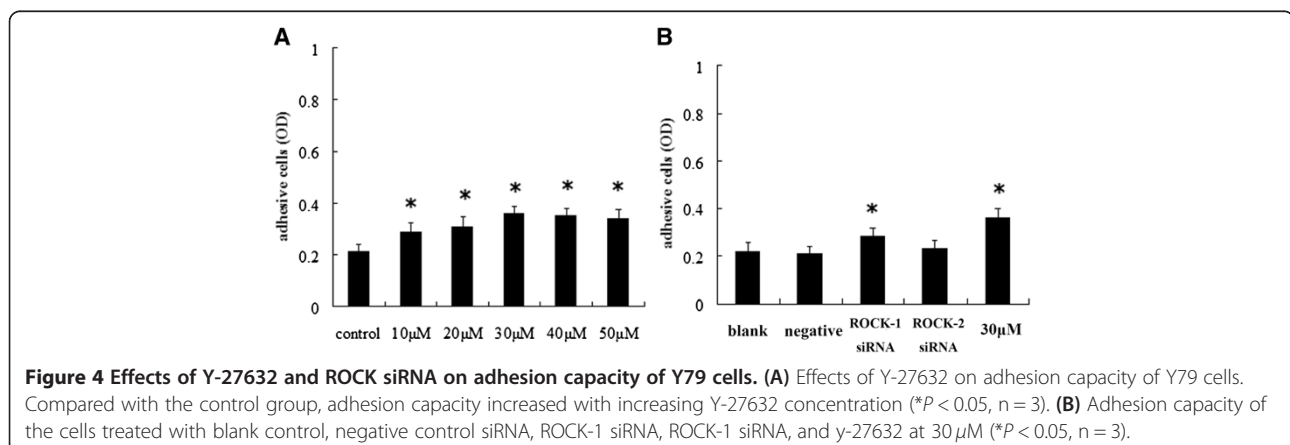 A
B
1
0.8
0.6
0.4
0.2
0
adhesive cells (OD)
* * * * *
control 10μM 20μM 30μM 40μM 50μM
1
0.8
0.6
0.4
0.2
0
adhesive cells (OD)
* *
blank negative ROCK-1 siRNA ROCK-2 siRNA 30μM
Figure 4 Effects of Y-27632 and ROCK siRNA on adhesion capacity of Y79 cells. (A) Effects of Y-27632 on adhesion capacity of Y79 cells.
Compared with the control group, adhesion capacity increased with increasing Y-27632 concentration (*P < 0.05, n = 3). (B) Adhesion capacity of
the cells treated with blank control, negative control siRNA, ROCK-1 siRNA, ROCK-1 siRNA, and y-27632 at 30 μM (*P < 0.05, n = 3).